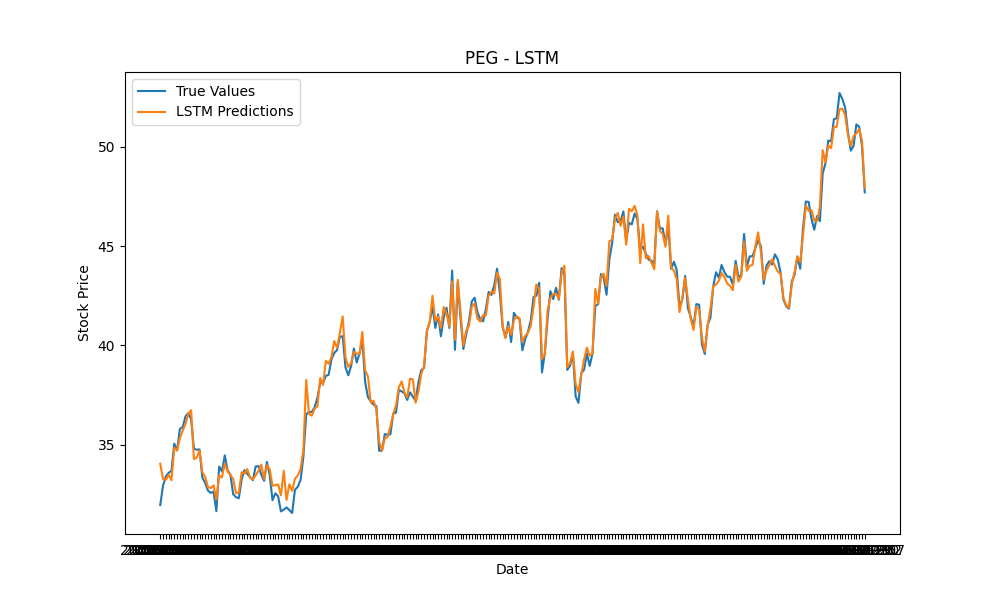 PEG - LSTM
True Values
LSTM Predictions
Stock Price
50
45
40
35
Date